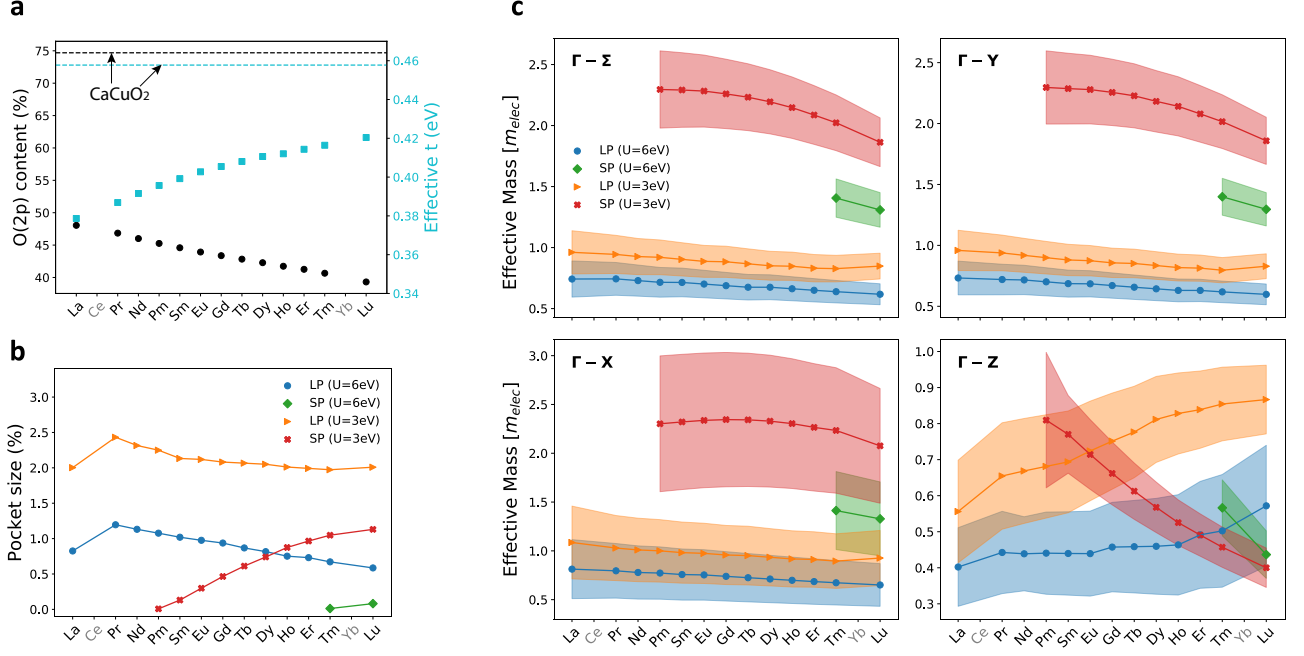 a
O(2p) content (%)
75
70
65
60
55
50
45
40
CaCuO₂
0.46
0.44
0.42
0.40
0.38
0.36
0.34
Effective t (eV)
La Ce Pr Nd Pm Sm Eu Gd Tb Dy Ho Er Tm Yb Lu
b
Pocket size (%)
3.0
2.5
2.0
1.5
1.0
0.5
0.0
LP (U=6eV)
SP (U=6eV)
LP (U=3eV)
SP (U=3eV)
La Ce Pr Nd Pm Sm Eu Gd Tb Dy Ho Er Tm Yb Lu
c
Effective Mass [m_elec]
2.5
2.0
1.5
1.0
0.5
Γ − Σ
LP (U=6eV)
SP (U=6eV)
LP (U=3eV)
SP (U=3eV)
2.5
2.0
1.5
1.0
0.5
Γ − Y
Effective Mass [m_elec]
3.0
2.5
2.0
1.5
1.0
0.5
Γ − X
La Ce Pr Nd Pm Sm Eu Gd Tb Dy Ho Er Tm Yb Lu
1.0
0.9
0.8
0.7
0.6
0.5
0.4
0.3
Γ − Z
La Ce Pr Nd Pm Sm Eu Gd Tb Dy Ho Er Tm Yb Lu